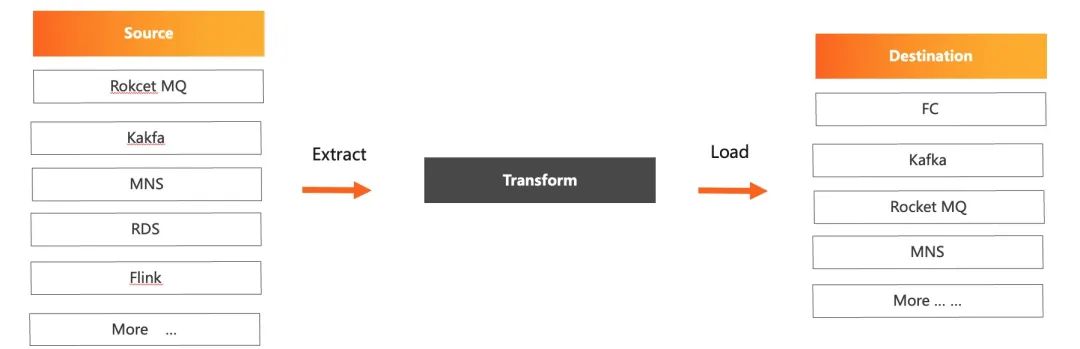 Source
Rokcet MQ
Kakfa
MNS
RDS
Flink
More ...
Extract
Transform
Load
Destination
FC
Kafka
Rocket MQ
MNS
More ... ...